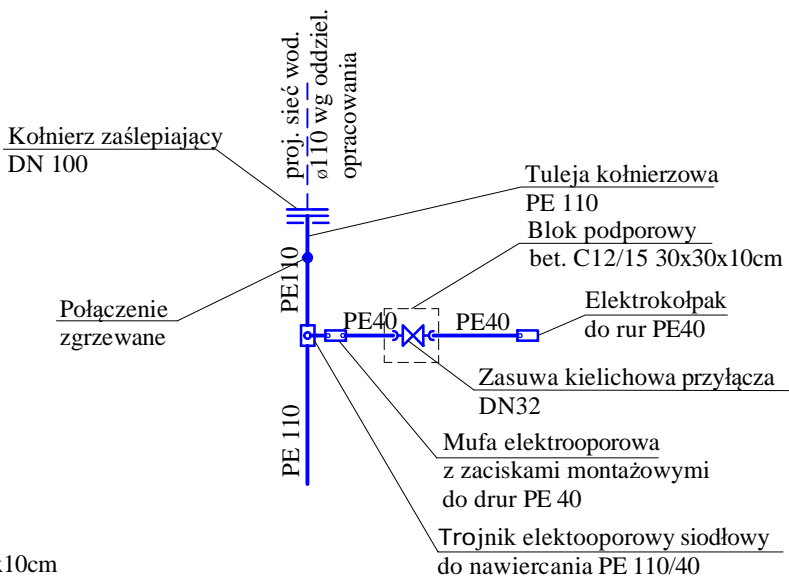 proj. sieć wod.
ø110 wg oddziel.
opracowania
Kołnierz zaślepiający
DN 100
Tuleja kołnierzowa
PE 110
Blok podporowy
bet. C12/15 30x30x10cm
PE110
Połączenie
zgrzewane
PE40
PE40
Elektrokołpak
do rur PE40
Zasuwa kielichowa przyłącza
DN32
PE 110
Mufa elektrooporowa
z zaciskami montażowymi
do drur PE 40
Trojnik elektooporowy siodłowy
do nawiercania PE 110/40
x10cm